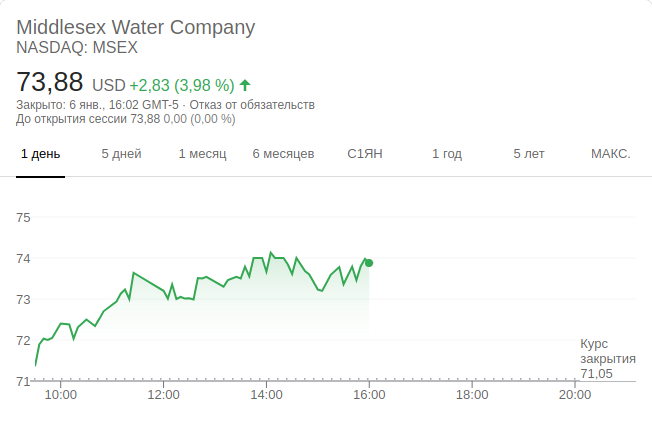 Middlesex Water Company
NASDAQ: MSEX
73,88 USD +2,83 (3,98 %)
Закрыто: 6 янв., 16:02 GMT-5 · Отказ от обязательств
До открытия сессии 73,88 0,00 (0,00 %)
1 день 5 дней 1 месяц 6 месяцев С1ЯН 1 год 5 лет МАКС.
75
74
73
72
Курс
закрытия
71,05
71
10:00 12:00 14:00 16:00 18:00 20:00